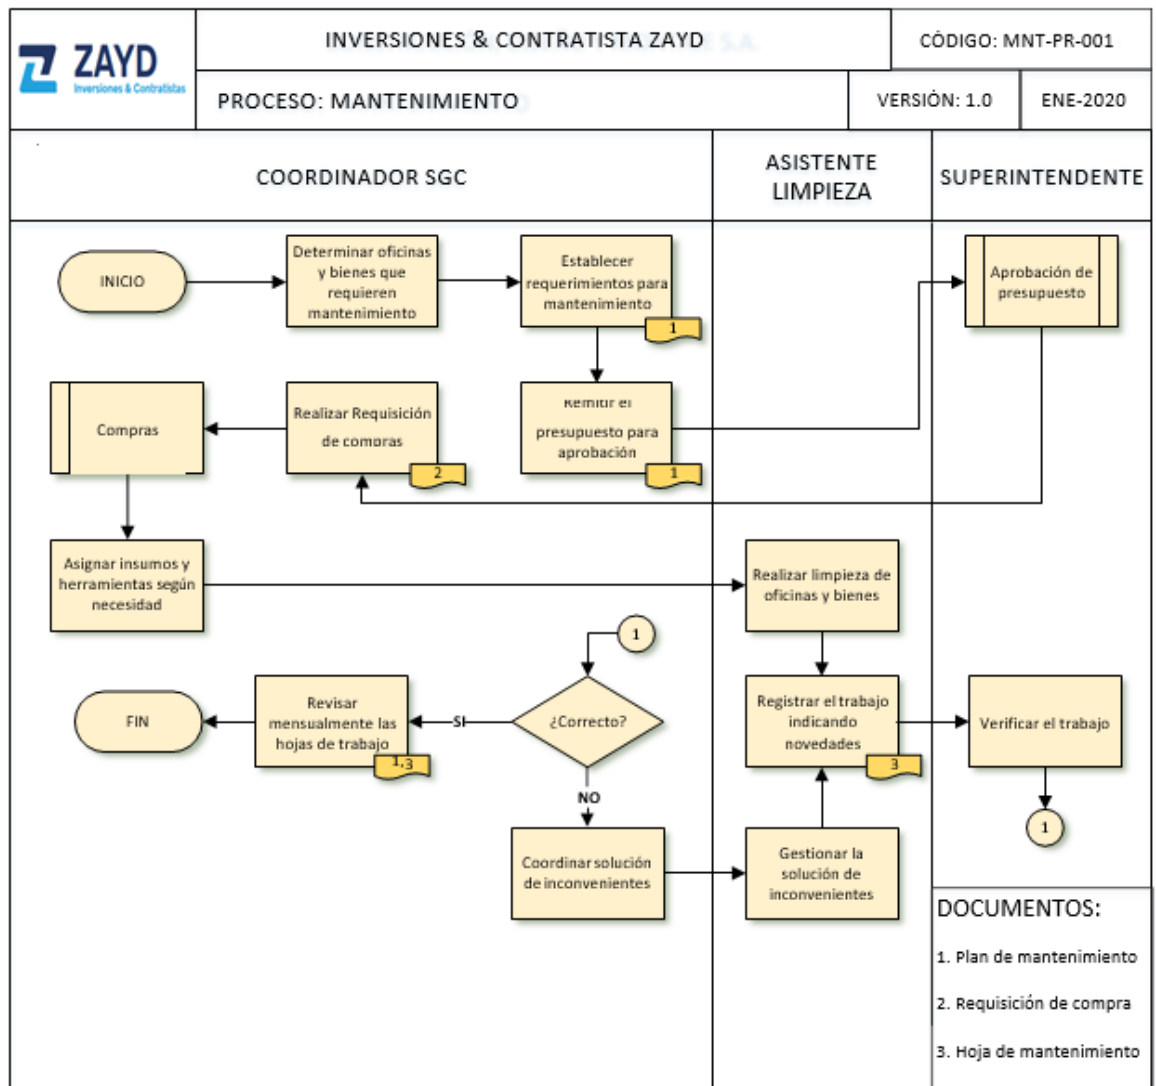 ZAYD
Inversiones & Contratistas
INVERSIONES & CONTRATISTA ZAYD
S.A.
CÓDIGO: MNT-PR-001
PROCESO: MANTENIMIENTO
VERSIÓN: 1.0
ENE-2020
COORDINADOR SGC
ASISTENTE
LIMPIEZA
SUPERINTENDENTE
INICIO
Determinar oficinas
y bienes que
requieren
mantenimiento
Establecer
requerimientos para
mantenimiento
1
Aprobación de
presupuesto
Compras
Realizar Requisición
de compras
2
Remitir el
presupuesto para
aprobación
1
Asignar insumos y
herramientas según
necesidad
Realizar limpieza de
oficinas y bienes
1
FIN
Revisar
mensualmente las
hojas de trabajo
1,3
SI
¿Correcto?
NO
Registrar el trabajo
indicando
novedades
3
Verificar el trabajo
1
Coordinar solución
de inconvenientes
Gestionar la
solución de
inconvenientes
DOCUMENTOS:
1. Plan de mantenimiento
2. Requisición de compra
3. Hoja de mantenimiento